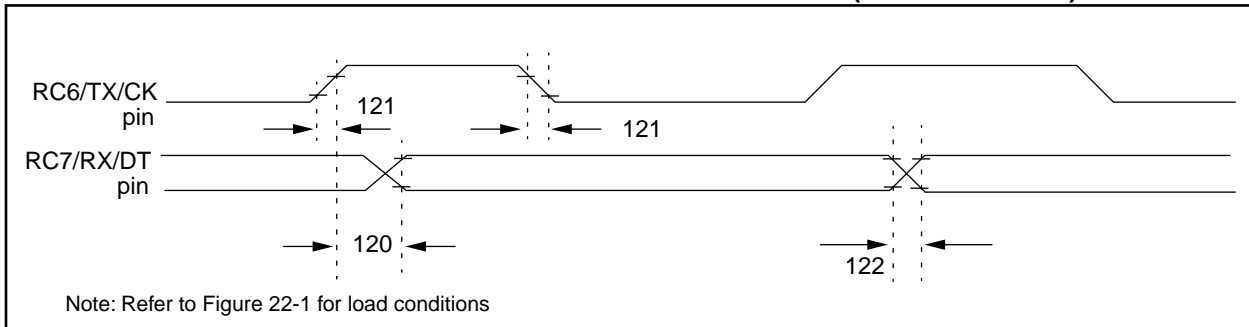 RC6/TX/CK
pin
121
121
RC7/RX/DT
pin
120
122
Note: Refer to Figure 22-1 for load conditions